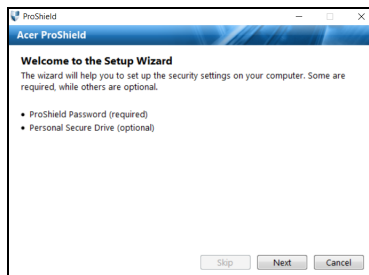 ProShield
Acer ProShield
Welcome to the Setup Wizard
The wizard will help you to set up the security settings on your computer. Some are
required, while others are optional.
• ProShield Password (required)
• Personal Secure Drive (optional)
Skip Next Cancel